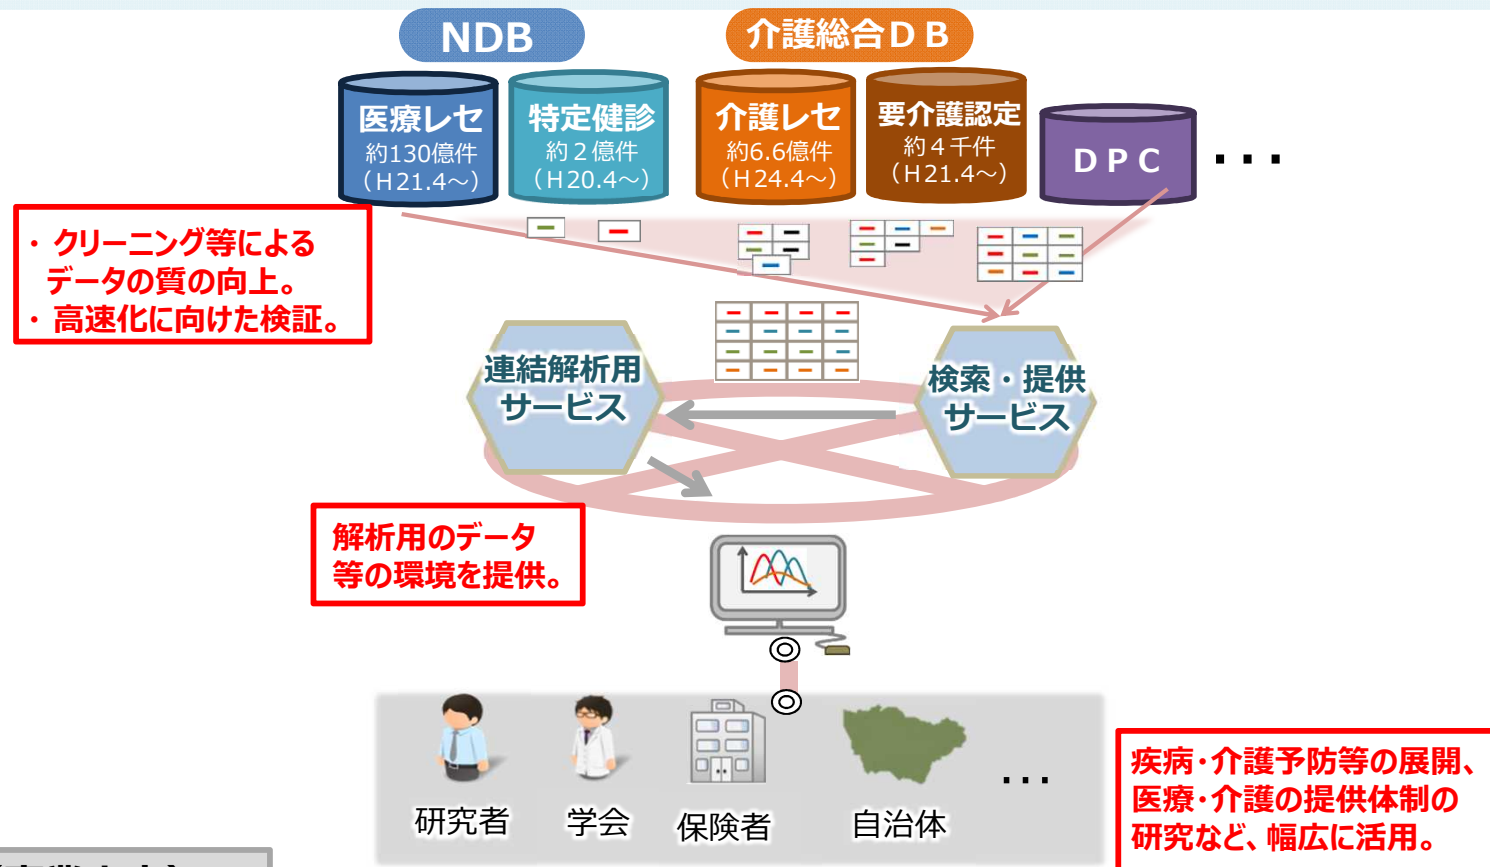 NDB
介護総合ＤＢ
医療レセ
約130億件
（Ｈ21.4～）
特定健診
約２億件
（Ｈ20.4～）
介護レセ
約6.6億件
（Ｈ24.4～）
要介護認定
約４千件
（Ｈ21.4～）
ＤＰＣ
・・・
・ クリーニング等による
データの質の向上。
・ 高速化に向けた検証。
連結解析用
サービス
検索・提供
サービス
解析用のデータ
等の環境を提供。
研究者
学会
保険者
自治体
…
疾病・介護予防等の展開、
医療・介護の提供体制の
研究など、幅広に活用。